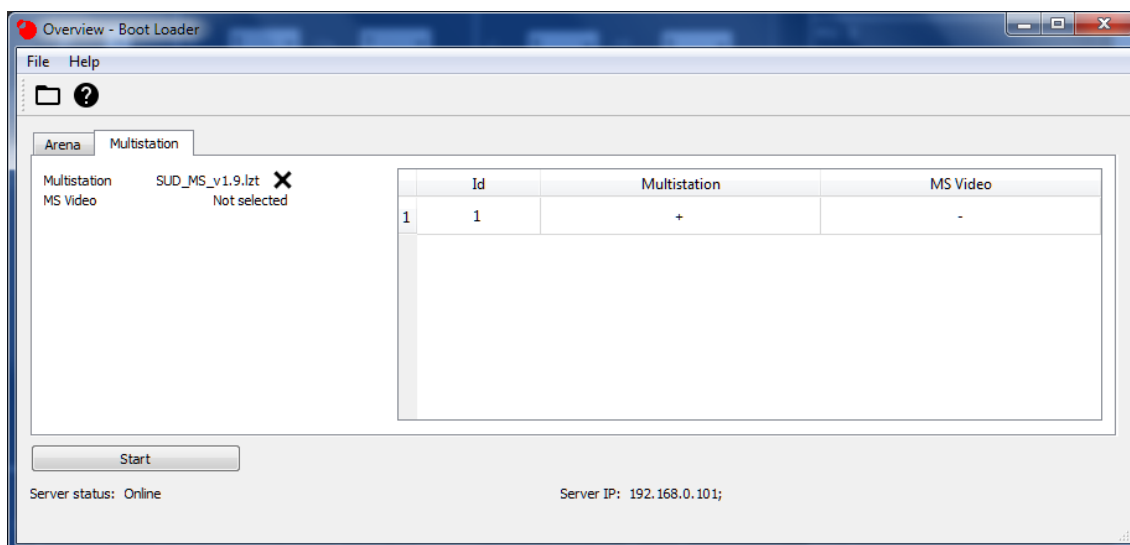 Overview - Boot Loader
File Help
Arena Multistation
Multistation SUD_MS_v1.9.lzt
MS Video Not selected
Id Multistation MS Video
1 1 + -
Start
Server status: Online Server IP: 192.168.0.101;